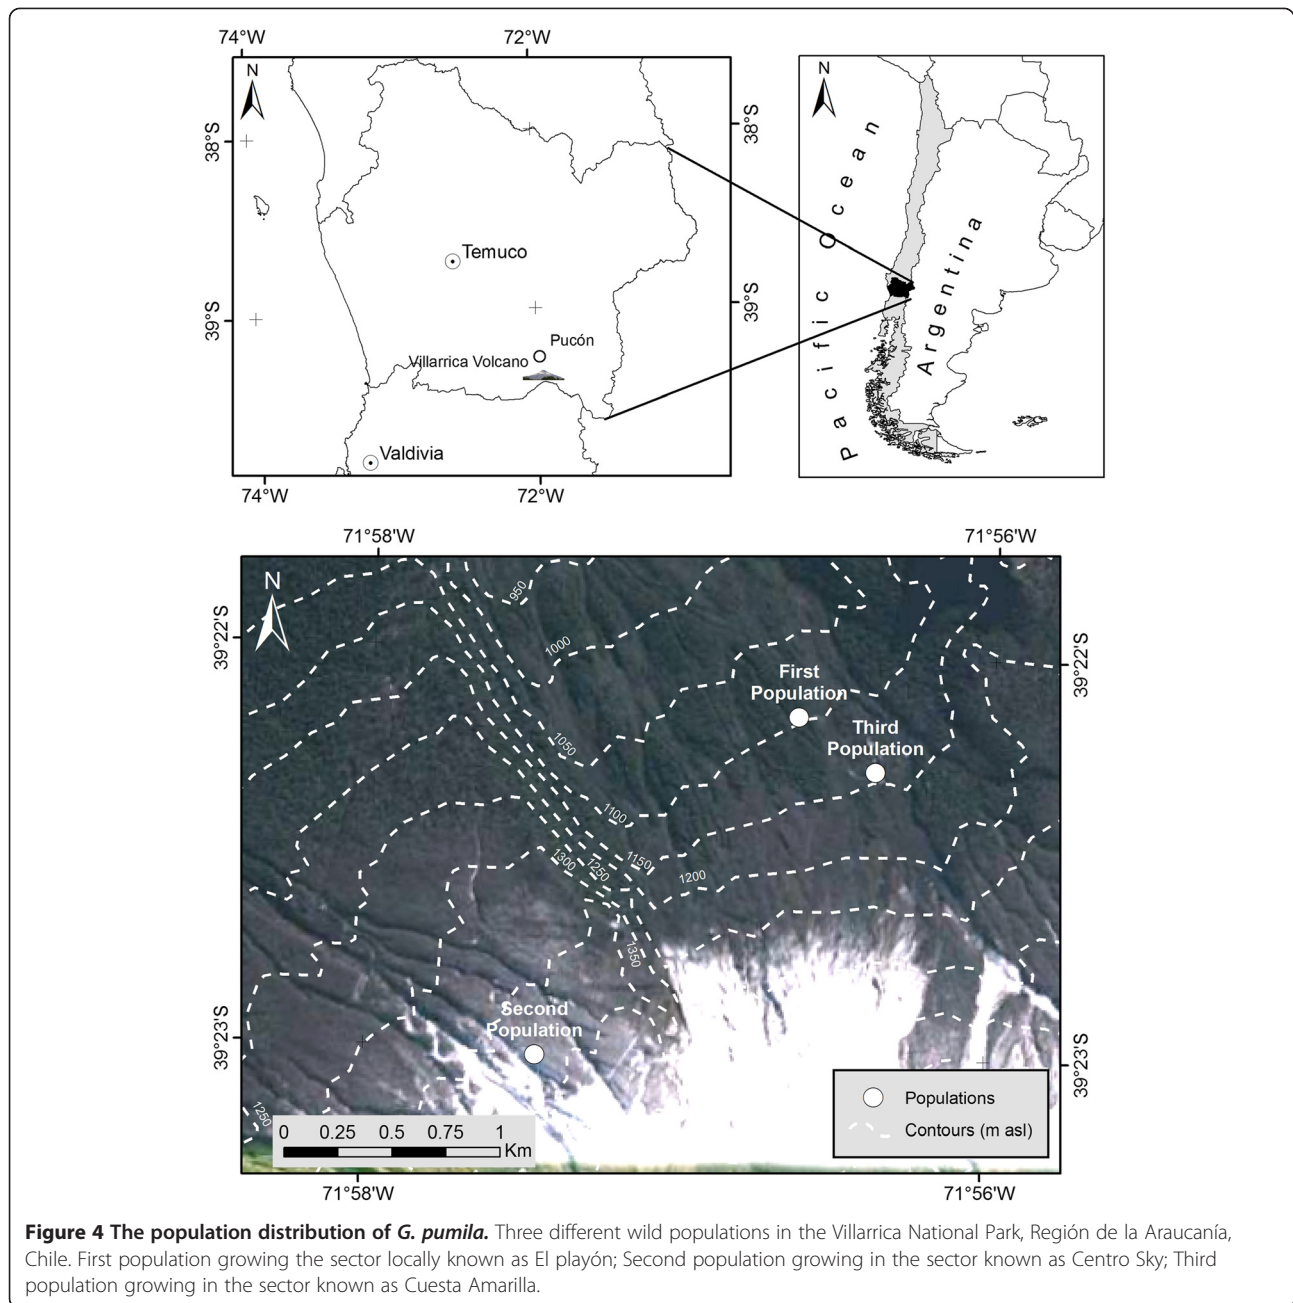 74°W
72°W
N
38°S
38°S
Temuco
39°S
39°S
Pucón
Villarrica Volcano
Valdivia
74°W
72°W
N
Pacific Ocean
Argentina
71°58'W
71°56'W
N
39°22'S
39°22'S
950
1000
First
Population
Third
Population
1050
1100
1150
1200
1300
1250
1350
Second
Population
39°23'S
39°23'S
1250
0 0.25 0.5 0.75 1
Km
Populations
Contours (m asl)
71°58'W
71°56'W
Figure 4 The population distribution of G. pumila. Three different wild populations in the Villarrica National Park, Región de la Araucanía,
Chile. First population growing the sector locally known as El playón; Second population growing in the sector known as Centro Sky; Third
population growing in the sector known as Cuesta Amarilla.